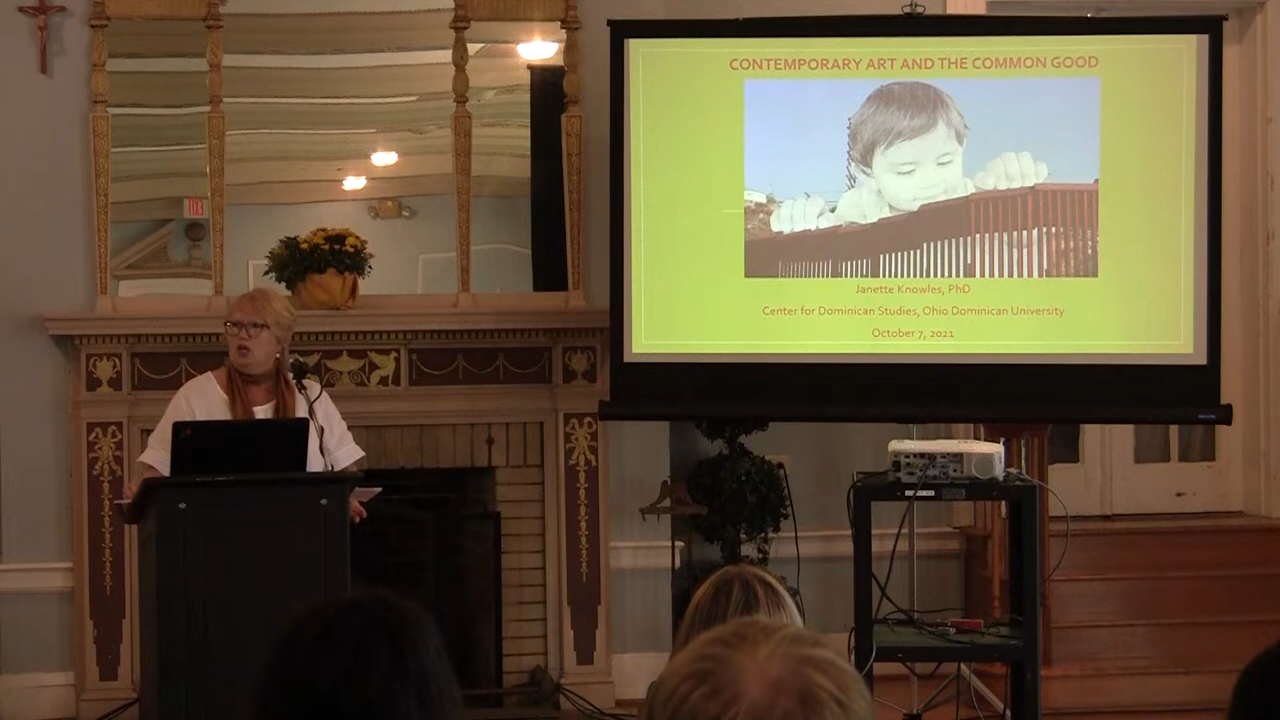 CONTEMPORARY ART AND THE COMMON GOOD
Janette Knowles, PhD
Center for Dominican Studies, Ohio Dominican University
October 7, 2021